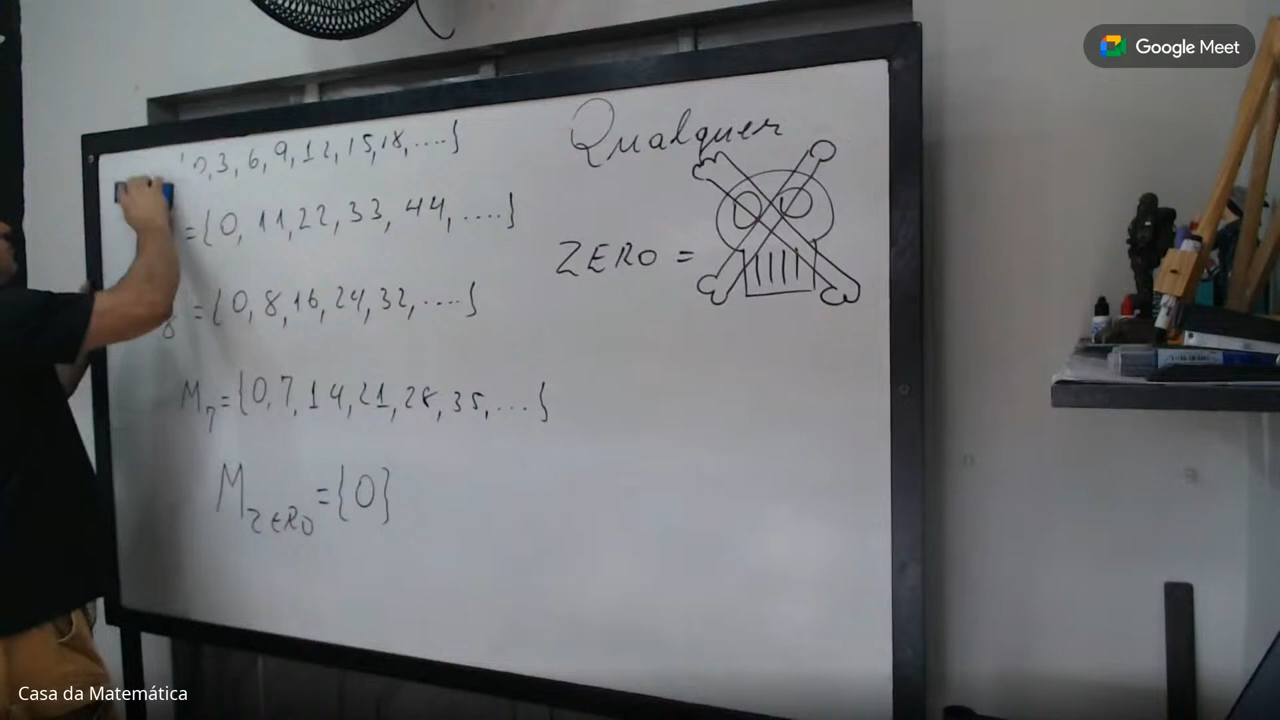 0, 3, 6, 9, 12, 15, 18, ....}
= {0, 11, 22, 33, 44, ....}
8 = {0, 8, 16, 24, 32, ....}
M7 = {0, 7, 14, 21, 28, 35, ...}
MZERO = {0}
Qualquer
ZERO =
Google Meet
Casa da Matemática